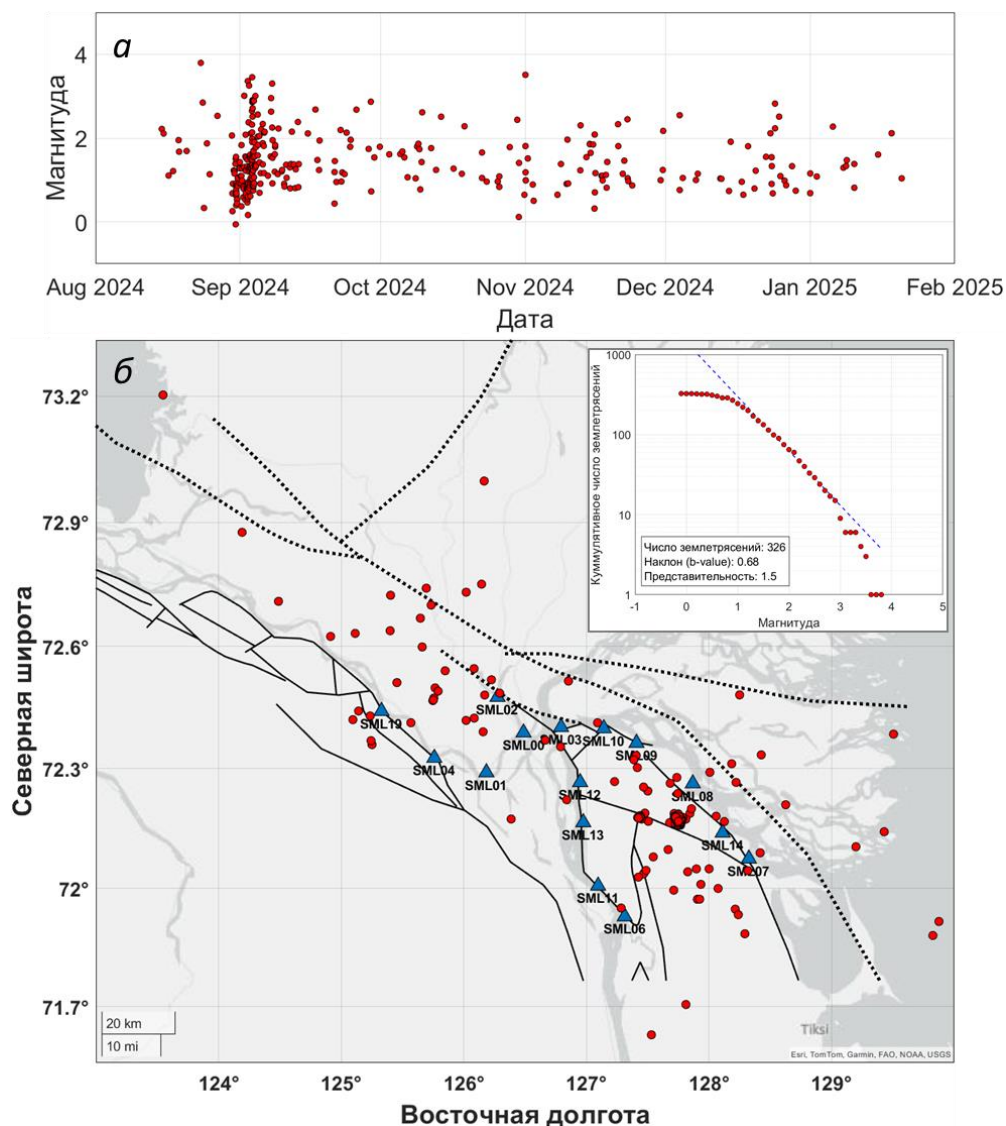 а
4
2
0
Магнитуда
Aug 2024 Sep 2024 Oct 2024 Nov 2024 Dec 2024 Jan 2025 Feb 2025
Дата
б
73.2°
72.9°
72.6°
72.3°
72°
71.7°
Северная широта
1000
100
10
1
Куммулятивное число землетрясений
Число землетрясений: 326
Наклон (b-value): 0.68
Представительность: 1.5
-1 0 1 2 3 4 5
Магнитуда
SML02
SML19
SML00
SML03
SML10
SML09
SML04
SML01
SML12
SML08
SML13
SML14
SML07
SML11
SML06
20 km
10 mi
Tiksi
Esri, TomTom, Garmin, FAO, NOAA, USGS
124° 125° 126° 127° 128° 129°
Восточная долгота